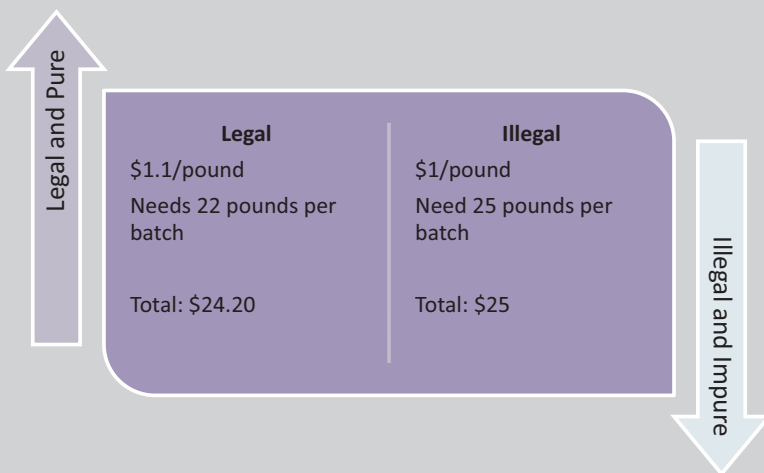 Legal and Pure
Legal
$1.1/pound
Needs 22 pounds per
batch
Total: $24.20
Illegal
$1/pound
Need 25 pounds per
batch
Total: $25
Illegal and Impure